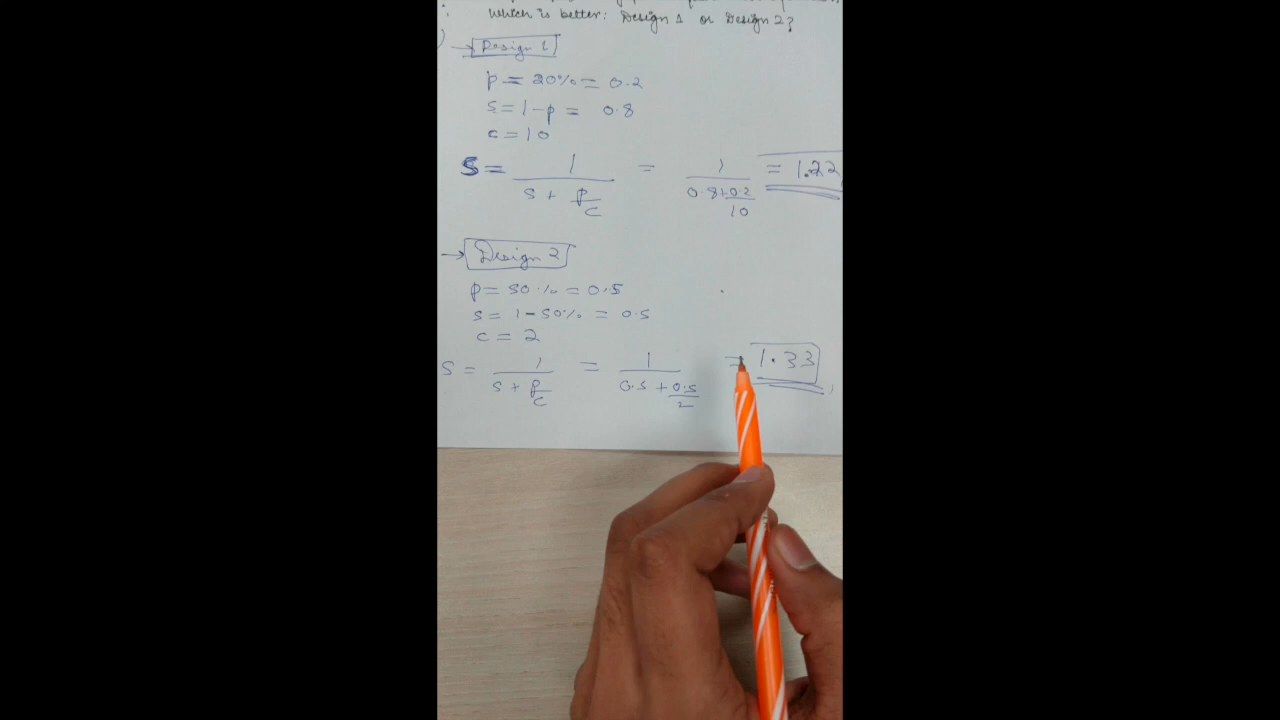 which is better: Design 1 or Design 2?
→ Design 1
p = 20% = 0.2
s = 1-p = 0.8
c = 10
S = 1 / (s + p/c) = 1 / (0.8+0.2/10) = 1.22
→ Design 2
p = 50% = 0.5
s = 1-50% = 0.5
c = 2
S = 1 / (s + p/c) = 1 / (0.5 + 0.5/2) = 1.33